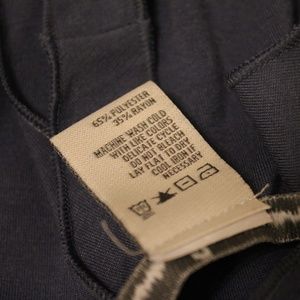 65% POLYESTER
35% RAYON
MACHINE WASH COLD
WITH LIKE COLORS
DELICATE CYCLE
DO NOT BLEACH
LAY FLAT TO DRY
COOL IRON IF
NECESSARY